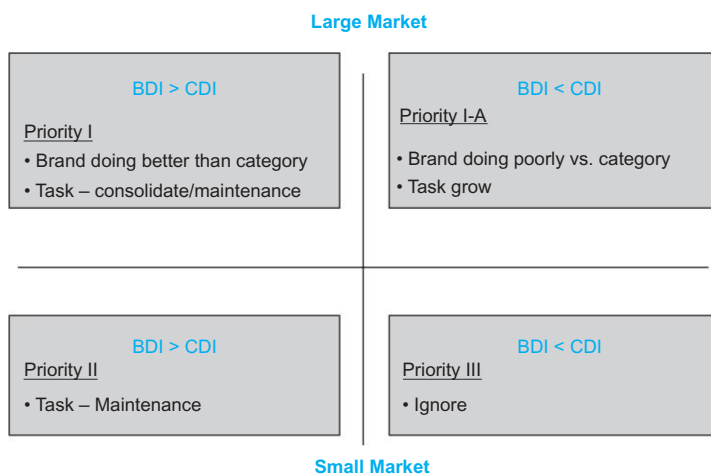 Large Market
BDI > CDI
Priority I
• Brand doing better than category
• Task – consolidate/maintenance
BDI < CDI
Priority I-A
• Brand doing poorly vs. category
• Task grow
BDI > CDI
Priority II
• Task – Maintenance
BDI < CDI
Priority III
• Ignore
Small Market